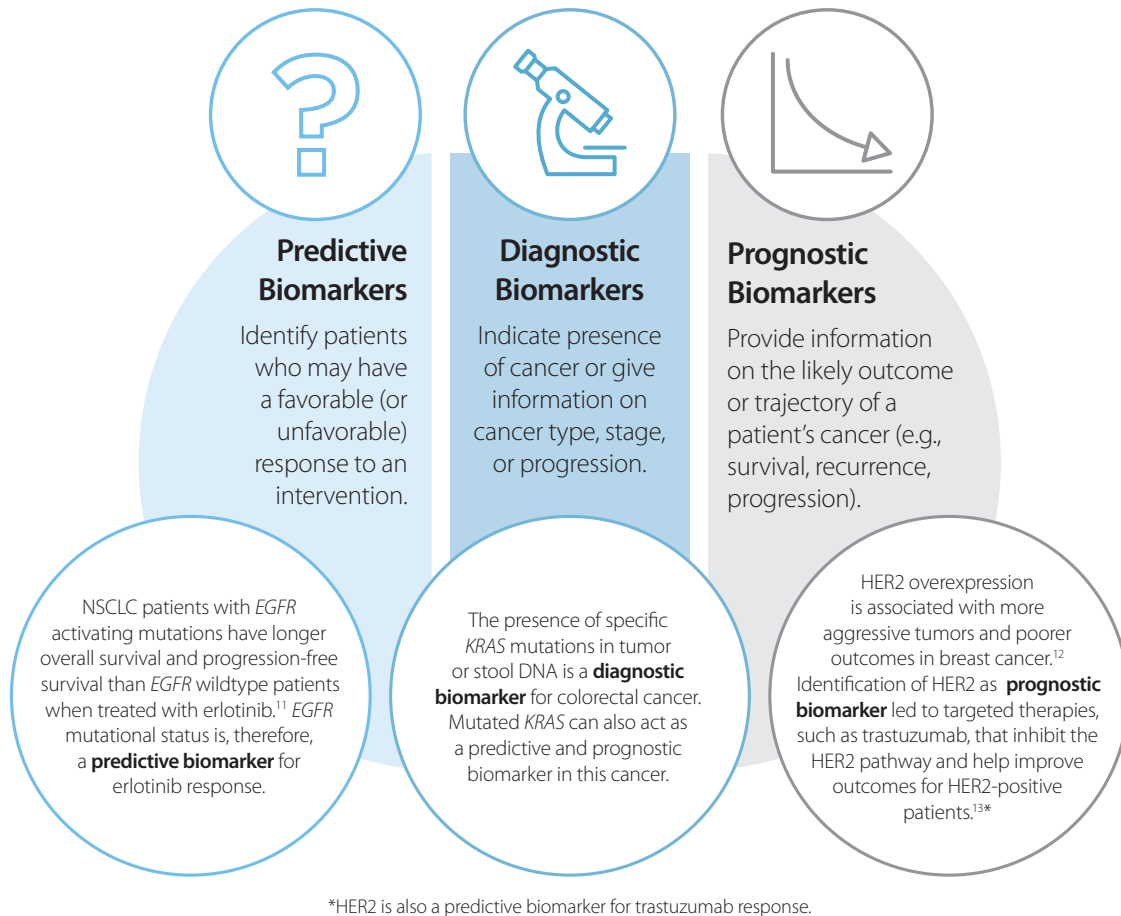 Predictive
Biomarkers
Identify patients
who may have
a favorable (or
unfavorable)
response to an
intervention.
Diagnostic
Biomarkers
Indicate presence
of cancer or give
information on
cancer type, stage,
or progression.
Prognostic
Biomarkers
Provide information
on the likely outcome
or trajectory of a
patient’s cancer (e.g.,
survival, recurrence,
progression).
NSCLC patients with EGFR
activating mutations have longer
overall survival and progression-free
survival than EGFR wildtype patients
when treated with erlotinib.¹¹ EGFR
mutational status is, therefore,
a predictive biomarker for
erlotinib response.
The presence of specific
KRAS mutations in tumor
or stool DNA is a diagnostic
biomarker for colorectal cancer.
Mutated KRAS can also act as
a predictive and prognostic
biomarker in this cancer.
HER2 overexpression
is associated with more
aggressive tumors and poorer
outcomes in breast cancer.¹²
Identification of HER2 as prognostic
biomarker led to targeted therapies,
such as trastuzumab, that inhibit the
HER2 pathway and help improve
outcomes for HER2-positive
patients.¹³*
*HER2 is also a predictive biomarker for trastuzumab response.